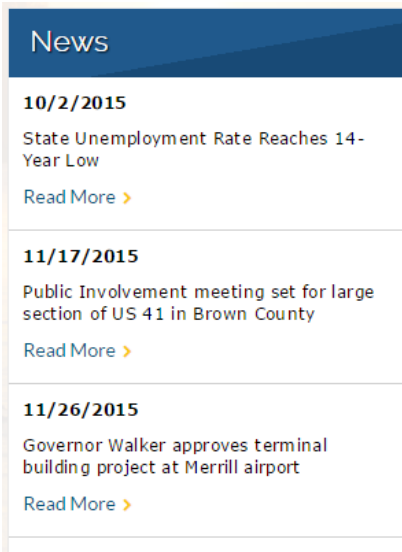 News
10/2/2015
State Unemployment Rate Reaches 14-
Year Low
Read More >
11/17/2015
Public Involvement meeting set for large
section of US 41 in Brown County
Read More >
11/26/2015
Governor Walker approves terminal
building project at Merrill airport
Read More >